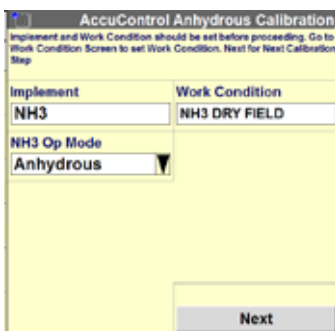 AccuControl Anhydrous Calibration
Implement and Work Condition should be set before proceeding. Go to
Work Condition Screen to set Work Condition. Next for Next Calibration
Step
Implement
Work Condition
NH3
NH3 DRY FIELD
NH3 Op Mode
Anhydrous
Next